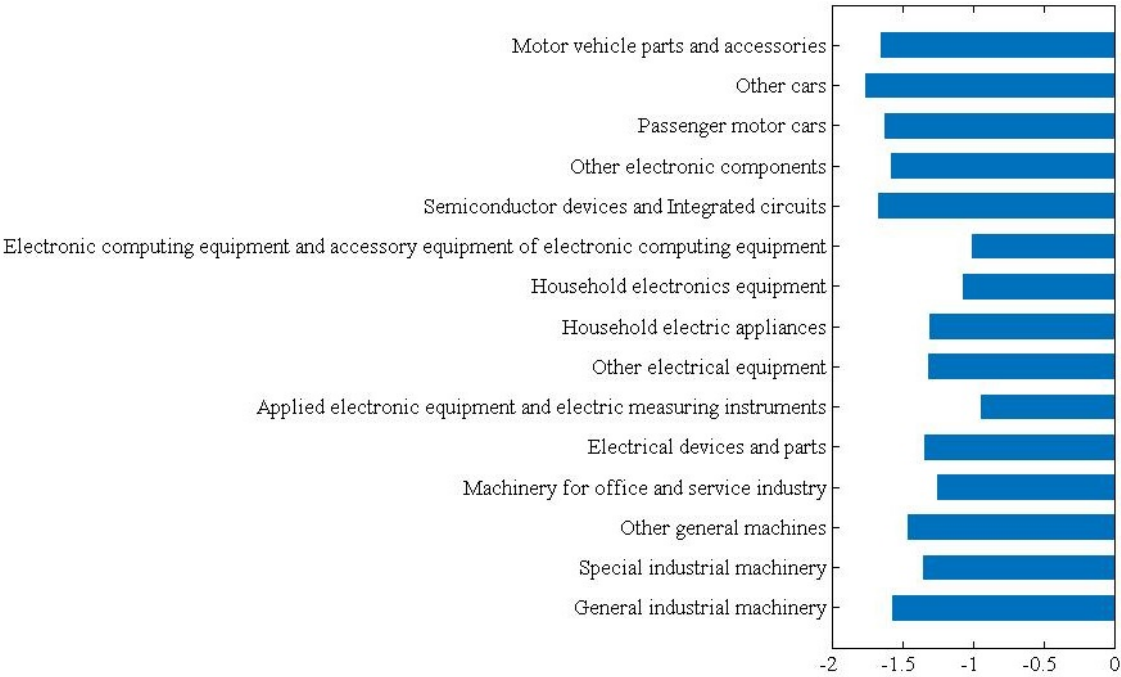 Motor vehicle parts and accessories
Other cars
Passenger motor cars
Other electronic components
Semiconductor devices and Integrated circuits
Electronic computing equipment and accessory equipment of electronic computing equipment
Household electronics equipment
Household electric appliances
Other electrical equipment
Applied electronic equipment and electric measuring instruments
Electrical devices and parts
Machinery for office and service industry
Other general machines
Special industrial machinery
General industrial machinery
-2 -1.5 -1 -0.5 0